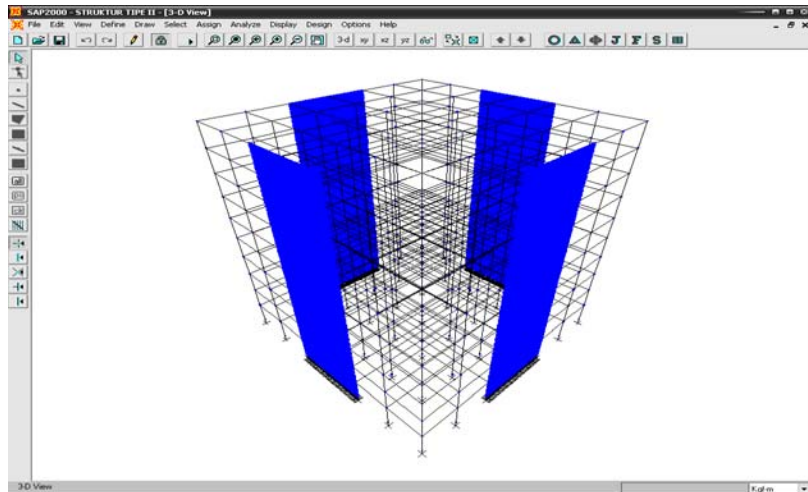 SAP2000 - STRUKTUR TIPE II - [3-D View]
File Edit View Define Draw Select Assign Analyze Display Design Options Help
3-d xy xz yz
J F S
3-D View
Kgf-m